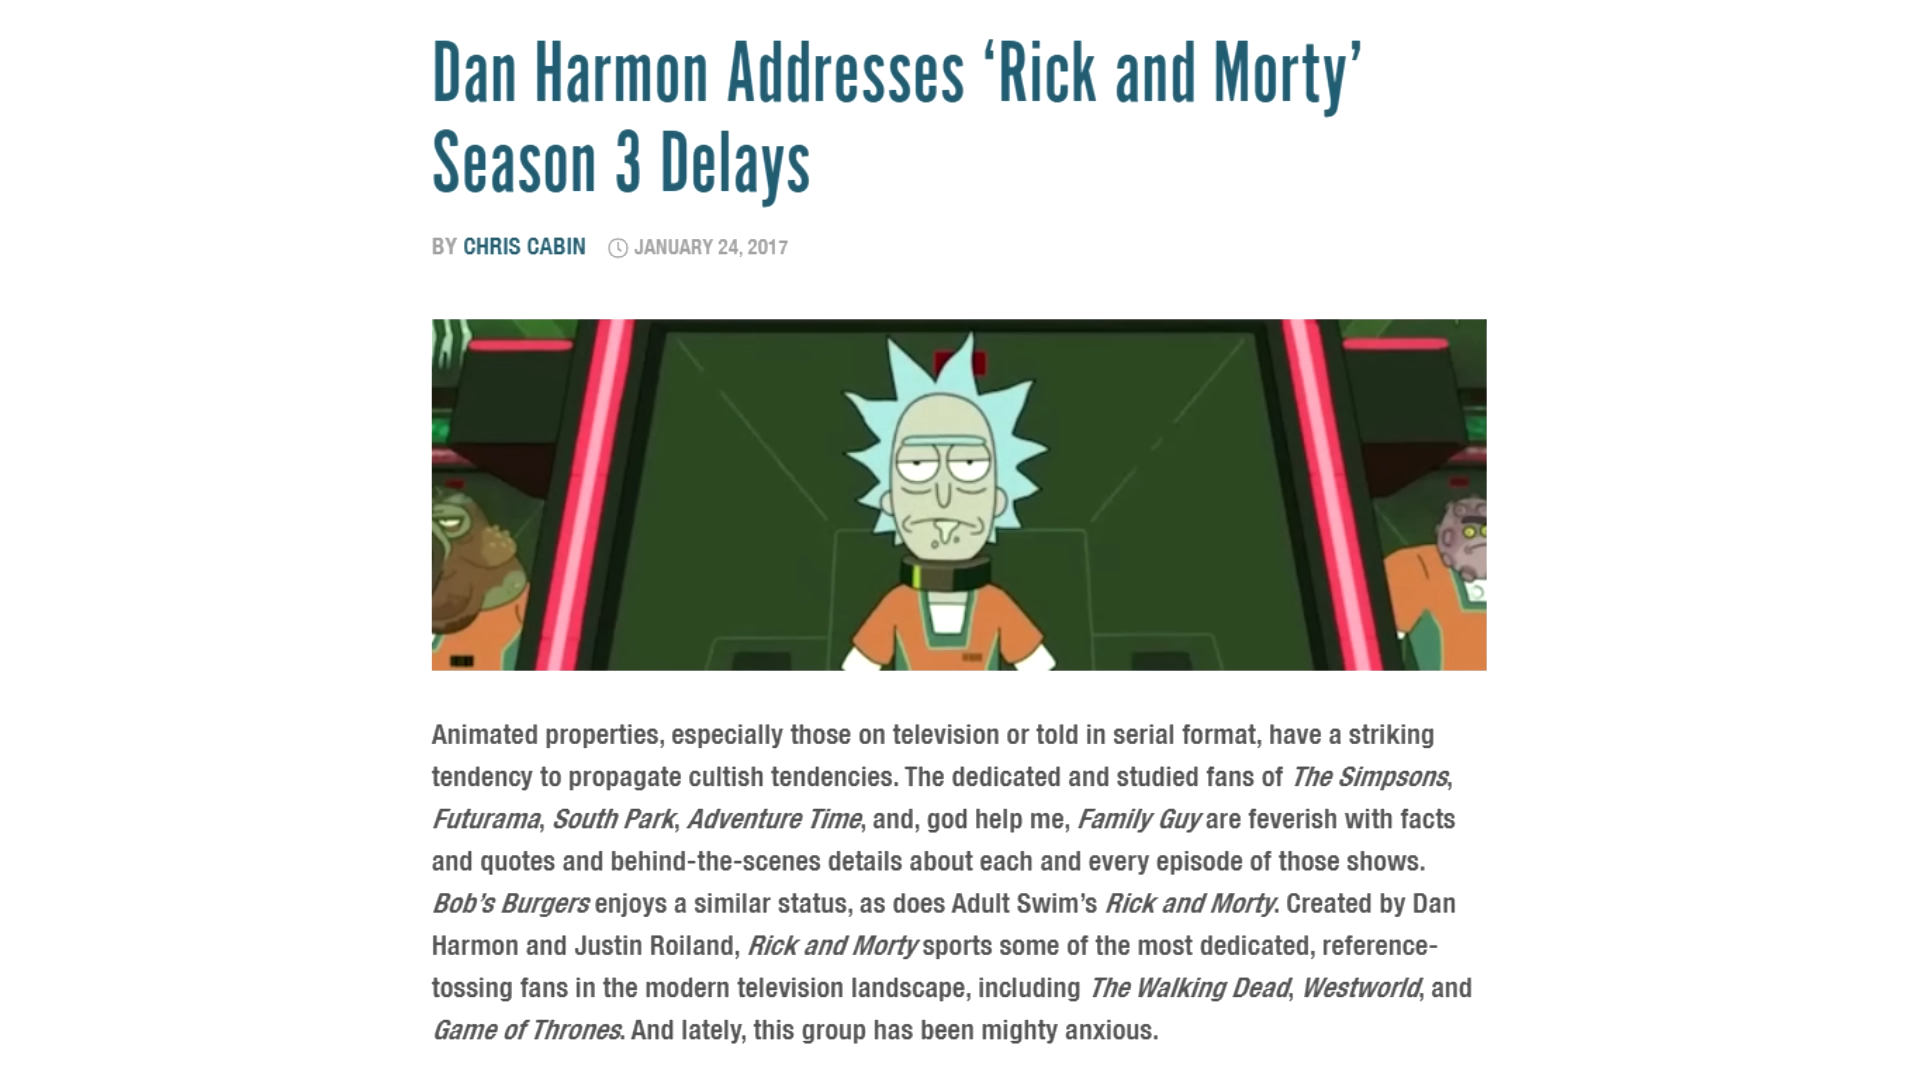 Dan Harmon Addresses ‘Rick and Morty’
Season 3 Delays
BY CHRIS CABIN JANUARY 24, 2017
Animated properties, especially those on television or told in serial format, have a striking
tendency to propagate cultish tendencies. The dedicated and studied fans of The Simpsons,
Futurama, South Park, Adventure Time, and, god help me, Family Guy are feverish with facts
and quotes and behind-the-scenes details about each and every episode of those shows.
Bob’s Burgers enjoys a similar status, as does Adult Swim’s Rick and Morty. Created by Dan
Harmon and Justin Roiland, Rick and Morty sports some of the most dedicated, reference-
tossing fans in the modern television landscape, including The Walking Dead, Westworld, and
Game of Thrones. And lately, this group has been mighty anxious.